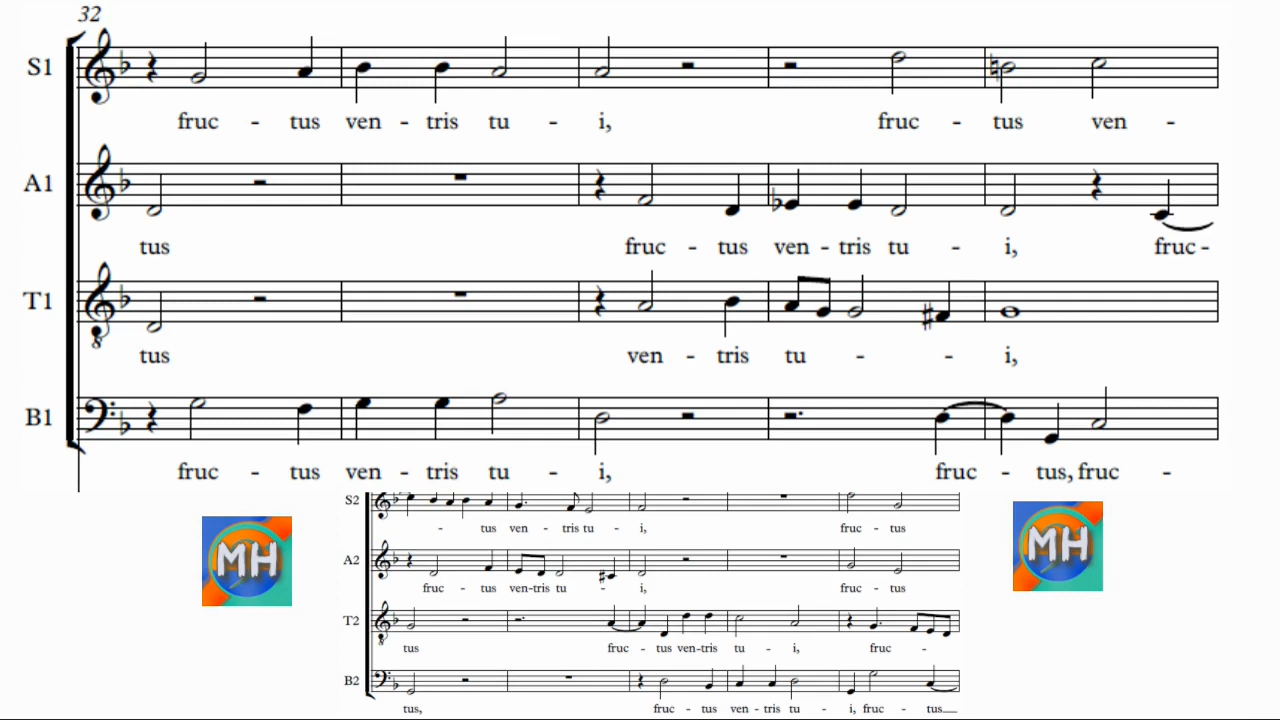 32
S1
fruc - tus ven - tris tu - i, fruc - tus ven -
A1
tus fruc - tus ven - tris tu - i, fruc -
T1
8
tus ven - tris tu - - i,
B1
fruc - tus ven - tris tu - i, fruc - tus, fruc -
S2
- tus ven - tris tu - i, fruc - tus
A2
fruc - tus ven-tris tu - i, fruc - tus
MH
MH
T2
8
tus fruc - tus ven-tris tu - i, fruc -
B2
tus, fruc - tus ven - tris tu - i, fruc - tus